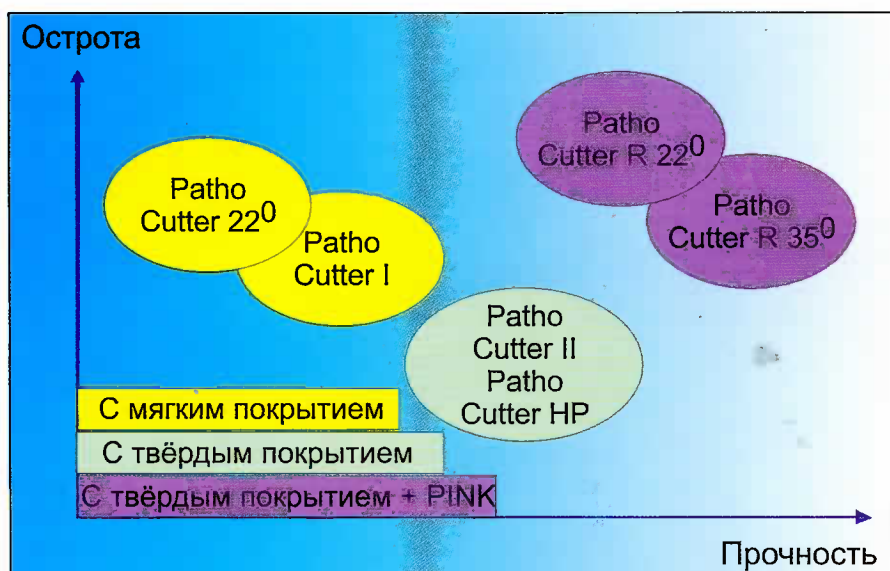 Острота
Patho
Cutter R 22⁰
Patho
Cutter 22⁰
Patho
Cutter R 35⁰
Patho
Cutter I
Patho
Cutter II
Patho
Cutter HP
С мягким покрытием
С твёрдым покрытием
С твёрдым покрытием + PINK
Прочность